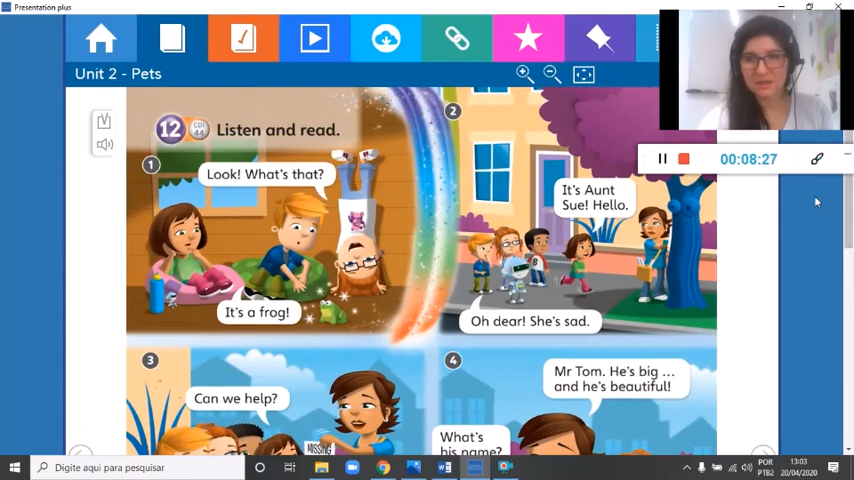 Presentation plus
Unit 2 - Pets
12
CD1
44
Listen and read.
1
Look! What's that?
It's a frog!
2
It's Aunt
Sue! Hello.
8
Oh dear! She's sad.
00:08:27
3
Can we help?
MISSING
4
Mr Tom. He's big ...
and he's beautiful!
What's
his name?
Digite aqui para pesquisar
POR
PTB2
13:03
20/04/2020